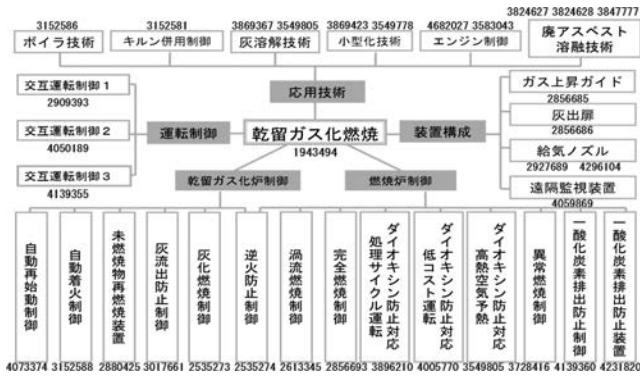 3152586
3152581
3869367 3549805
3869423 3549778
4682027 3583043
3824627 3824628 3847777
ボイラ技術
キルン併用制御
灰溶解技術
小型化技術
エンジン制御
廃アスベスト
溶融技術
応用技術
交互運転制御1
2909393
交互運転制御2
4050189
交互運転制御3
4139355
運転制御
乾留ガス化燃焼
1943494
装置構成
ガス上昇ガイド
2856685
灰出扉
2856686
給気ノズル
2927689 4296104
遠隔監視装置
4059869
乾留ガス化炉制御
燃焼炉制御
自動再始動制御
自動着火制御
未燃焼物再燃焼装置
灰流出防止制御
灰化燃焼制御
逆火防止制御
渦流燃焼制御
完全燃焼制御
ダイオキシン防止対応
処理サイクル運転
ダイオキシン防止対応
低コスト運転
ダイオキシン防止対応
高熱空気予熱
異常燃焼制御
一酸化炭素排出防止制御
一酸化炭素排出防止装置
4073374
3152588
2880425
3017661
2535273
2535274
2613345
2856693
3896210
4005770
3549805
3728416
4139360
4231820